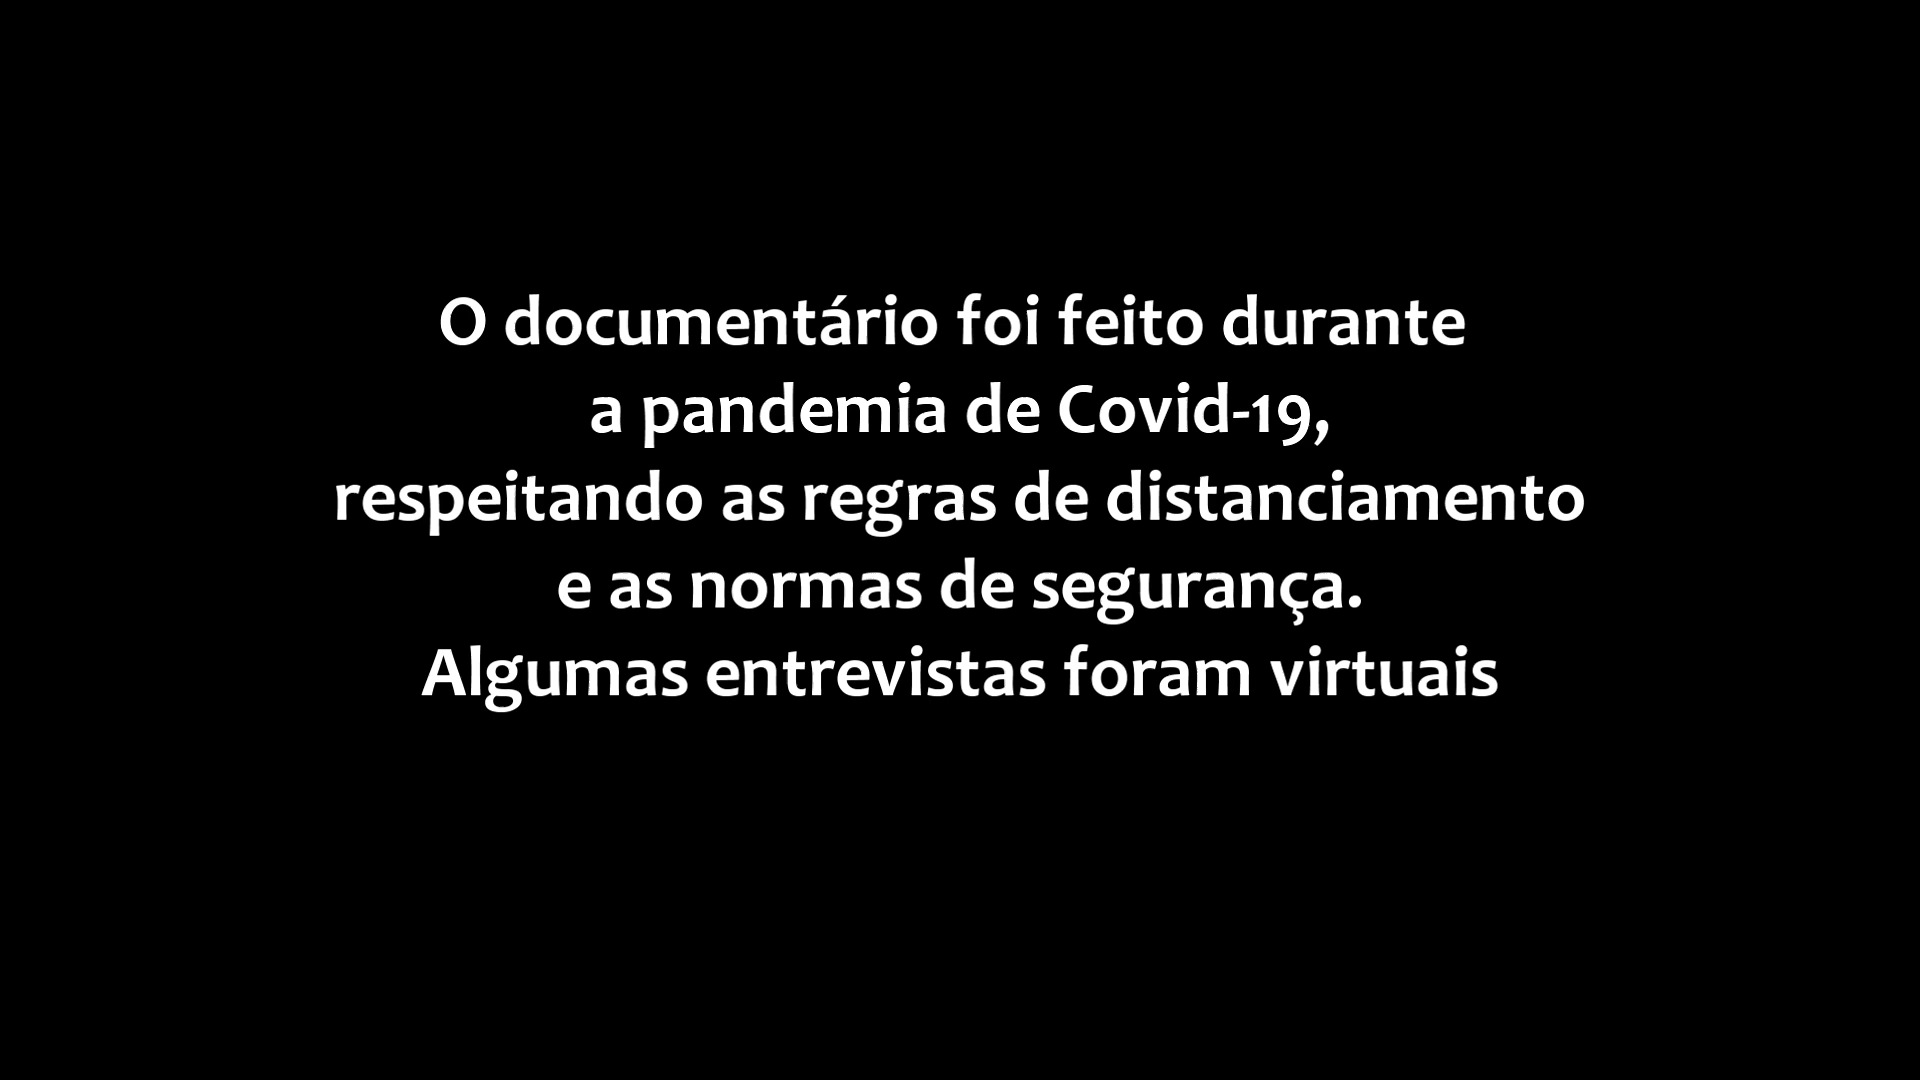 O documentário foi feito durante
a pandemia de Covid-19,
respeitando as regras de distanciamento
e as normas de segurança.
Algumas entrevistas foram virtuais